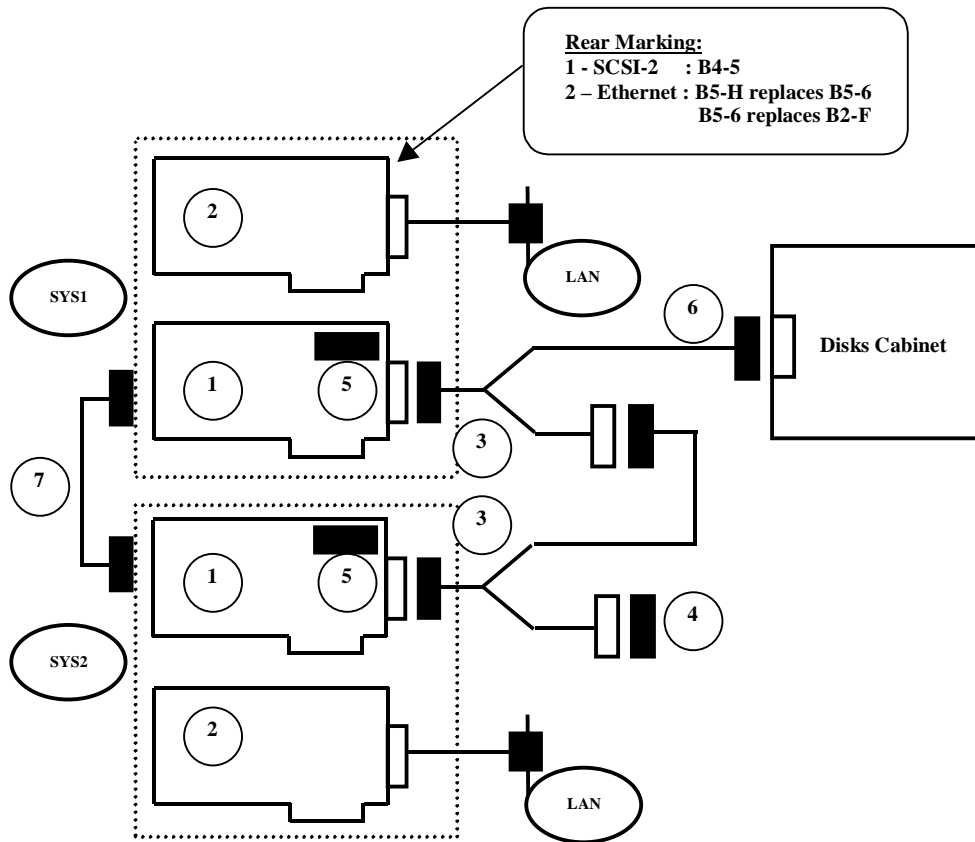 Rear Marking:
1 - SCSI-2 : B4-5
2 – Ethernet : B5-H replaces B5-6
B5-6 replaces B2-F
2
LAN
SYS1
6
Disks Cabinet
1
5
3
7
3
1
5
4
SYS2
2
LAN